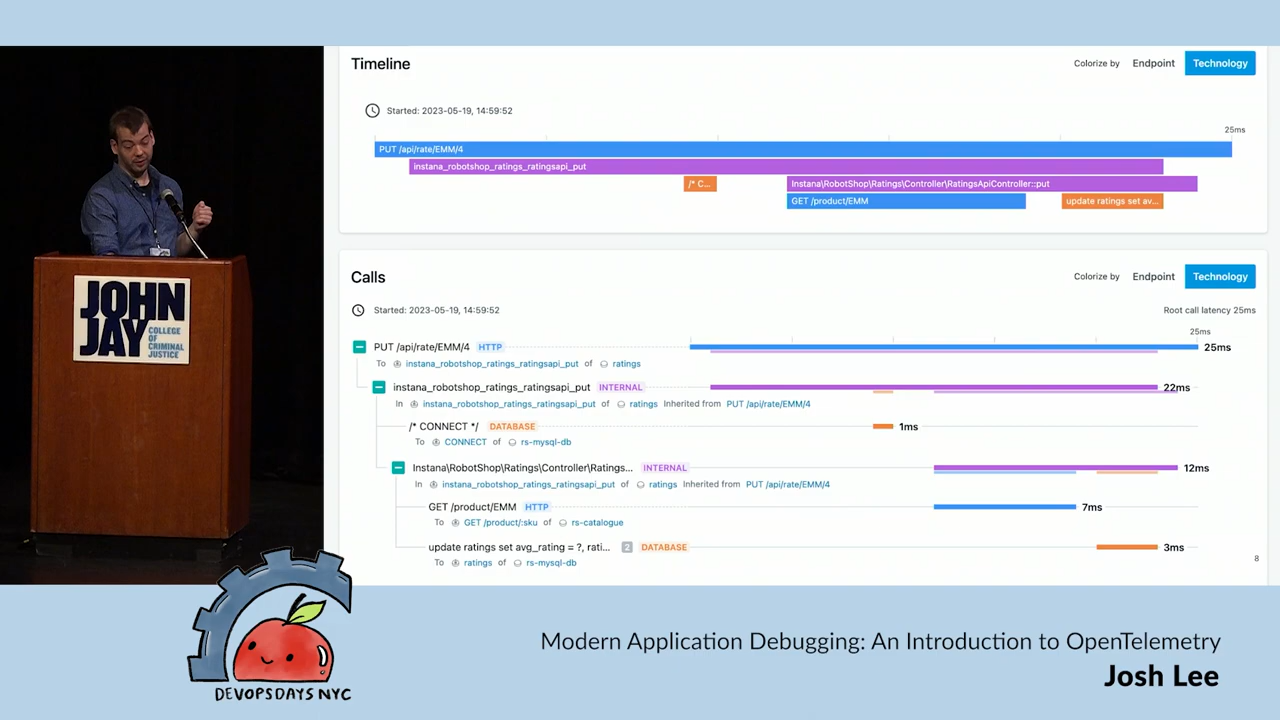 Timeline
Colorize by Endpoint Technology
Started: 2023-05-19, 14:59:52
25ms
PUT /api/rate/EMM/4
instana_robotshop_ratings_ratingsapi_put
/* C...
Instana\RobotShop\Ratings\Controller\RatingsApiController::put
GET /product/EMM
update ratings set av...
Calls
Colorize by Endpoint Technology
Started: 2023-05-19, 14:59:52
Root call latency 25ms
25ms
PUT /api/rate/EMM/4 HTTP 25ms
To instana_robotshop_ratings_ratingsapi_put of ratings
instana_robotshop_ratings_ratingsapi_put INTERNAL 22ms
In instana_robotshop_ratings_ratingsapi_put of ratings Inherited from PUT /api/rate/EMM/4
/* CONNECT */ DATABASE 1ms
To CONNECT of rs-mysql-db
Instana\RobotShop\Ratings\Controller\Ratings... INTERNAL 12ms
In instana_robotshop_ratings_ratingsapi_put of ratings Inherited from PUT /api/rate/EMM/4
GET /product/EMM HTTP 7ms
To GET /product/:sku of rs-catalogue
update ratings set avg_rating = ?, rati... 2 DATABASE 3ms
To ratings of rs-mysql-db
8
JOHN
JAY
COLLEGE
OF
CRIMINAL
JUSTICE
DEVOPSDAYS NYC
Modern Application Debugging: An Introduction to OpenTelemetry
Josh Lee